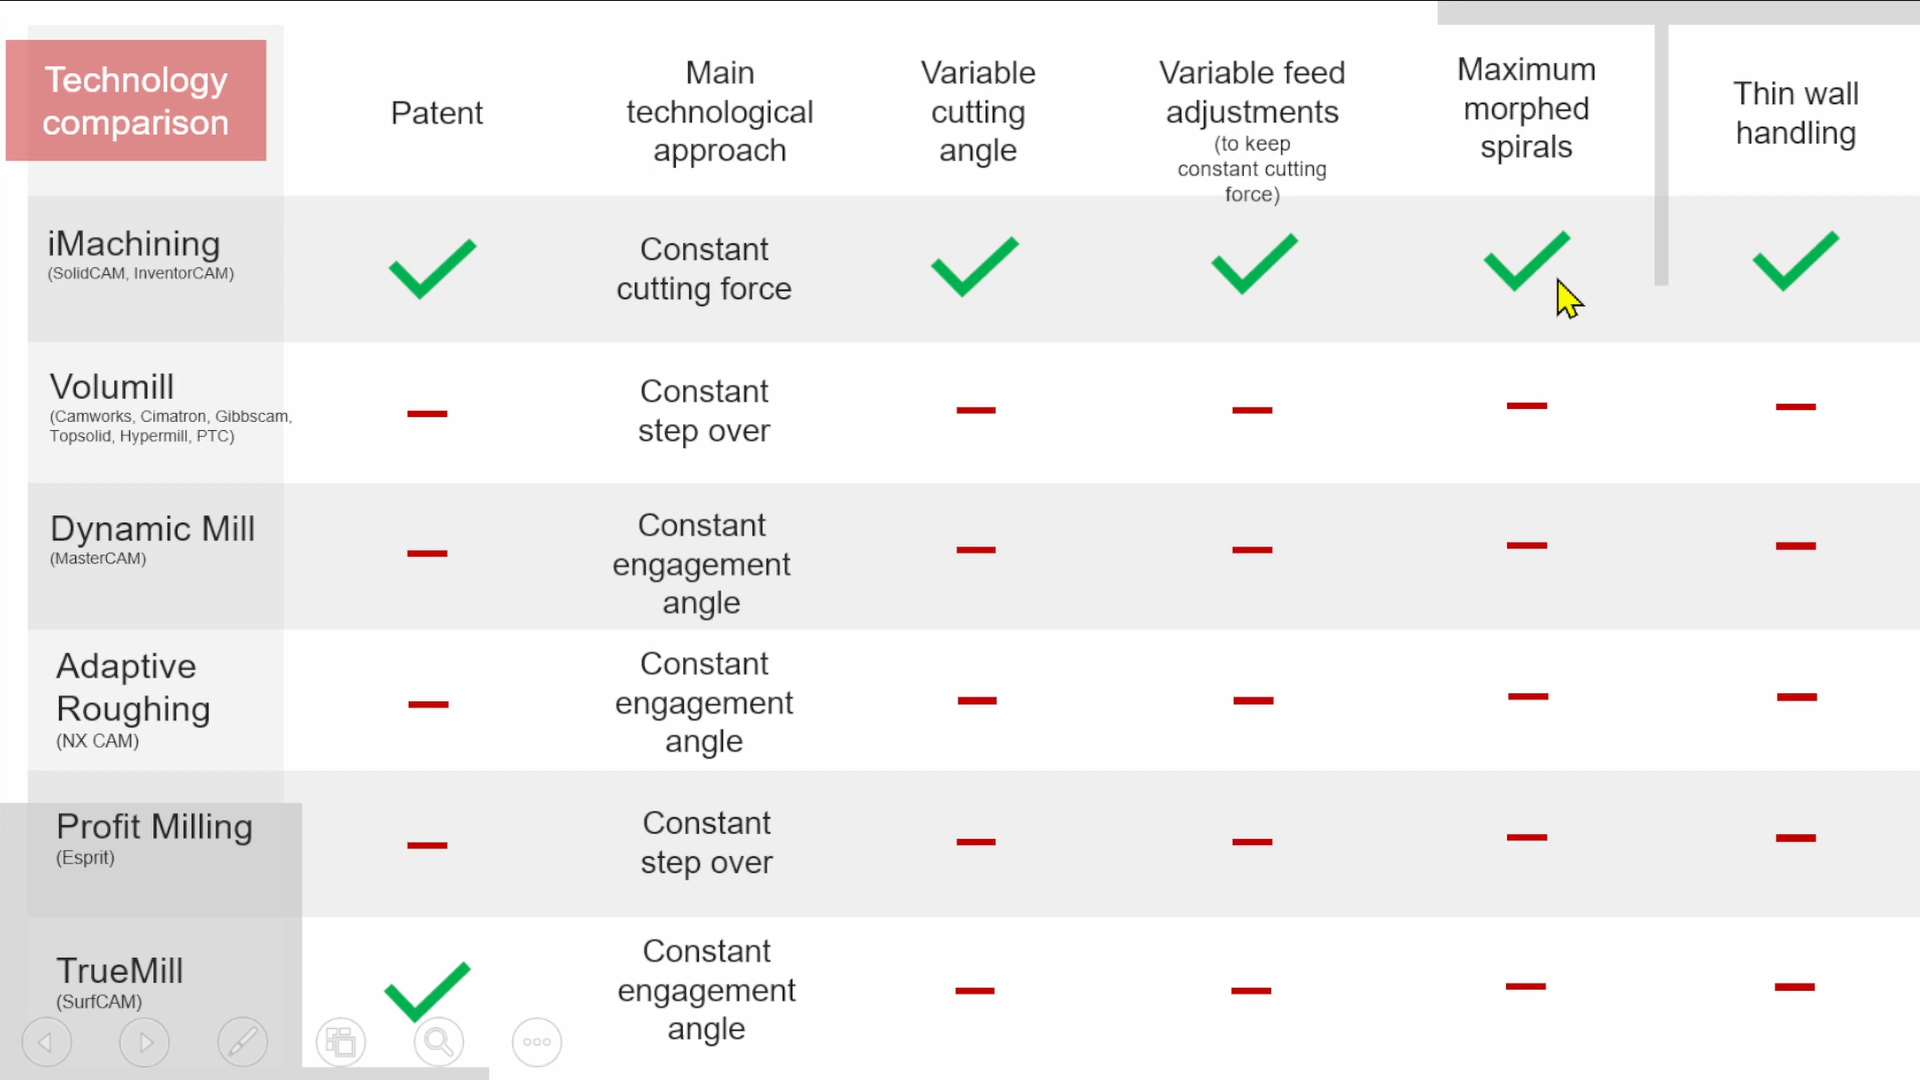 Technology
comparison
Patent
Main
technological
approach
Variable
cutting
angle
Variable feed
adjustments
(to keep
constant cutting
force)
Maximum
morphed
spirals
Thin wall
handling
iMachining
(SolidCAM, InventorCAM)
Constant
cutting force
Volumill
(Camworks, Cimatron, Gibbscam,
Topsolid, Hypermill, PTC)
Constant
step over
Dynamic Mill
(MasterCAM)
Constant
engagement
angle
Adaptive
Roughing
(NX CAM)
Constant
engagement
angle
Profit Milling
(Esprit)
Constant
step over
TrueMill
(SurfCAM)
Constant
engagement
angle